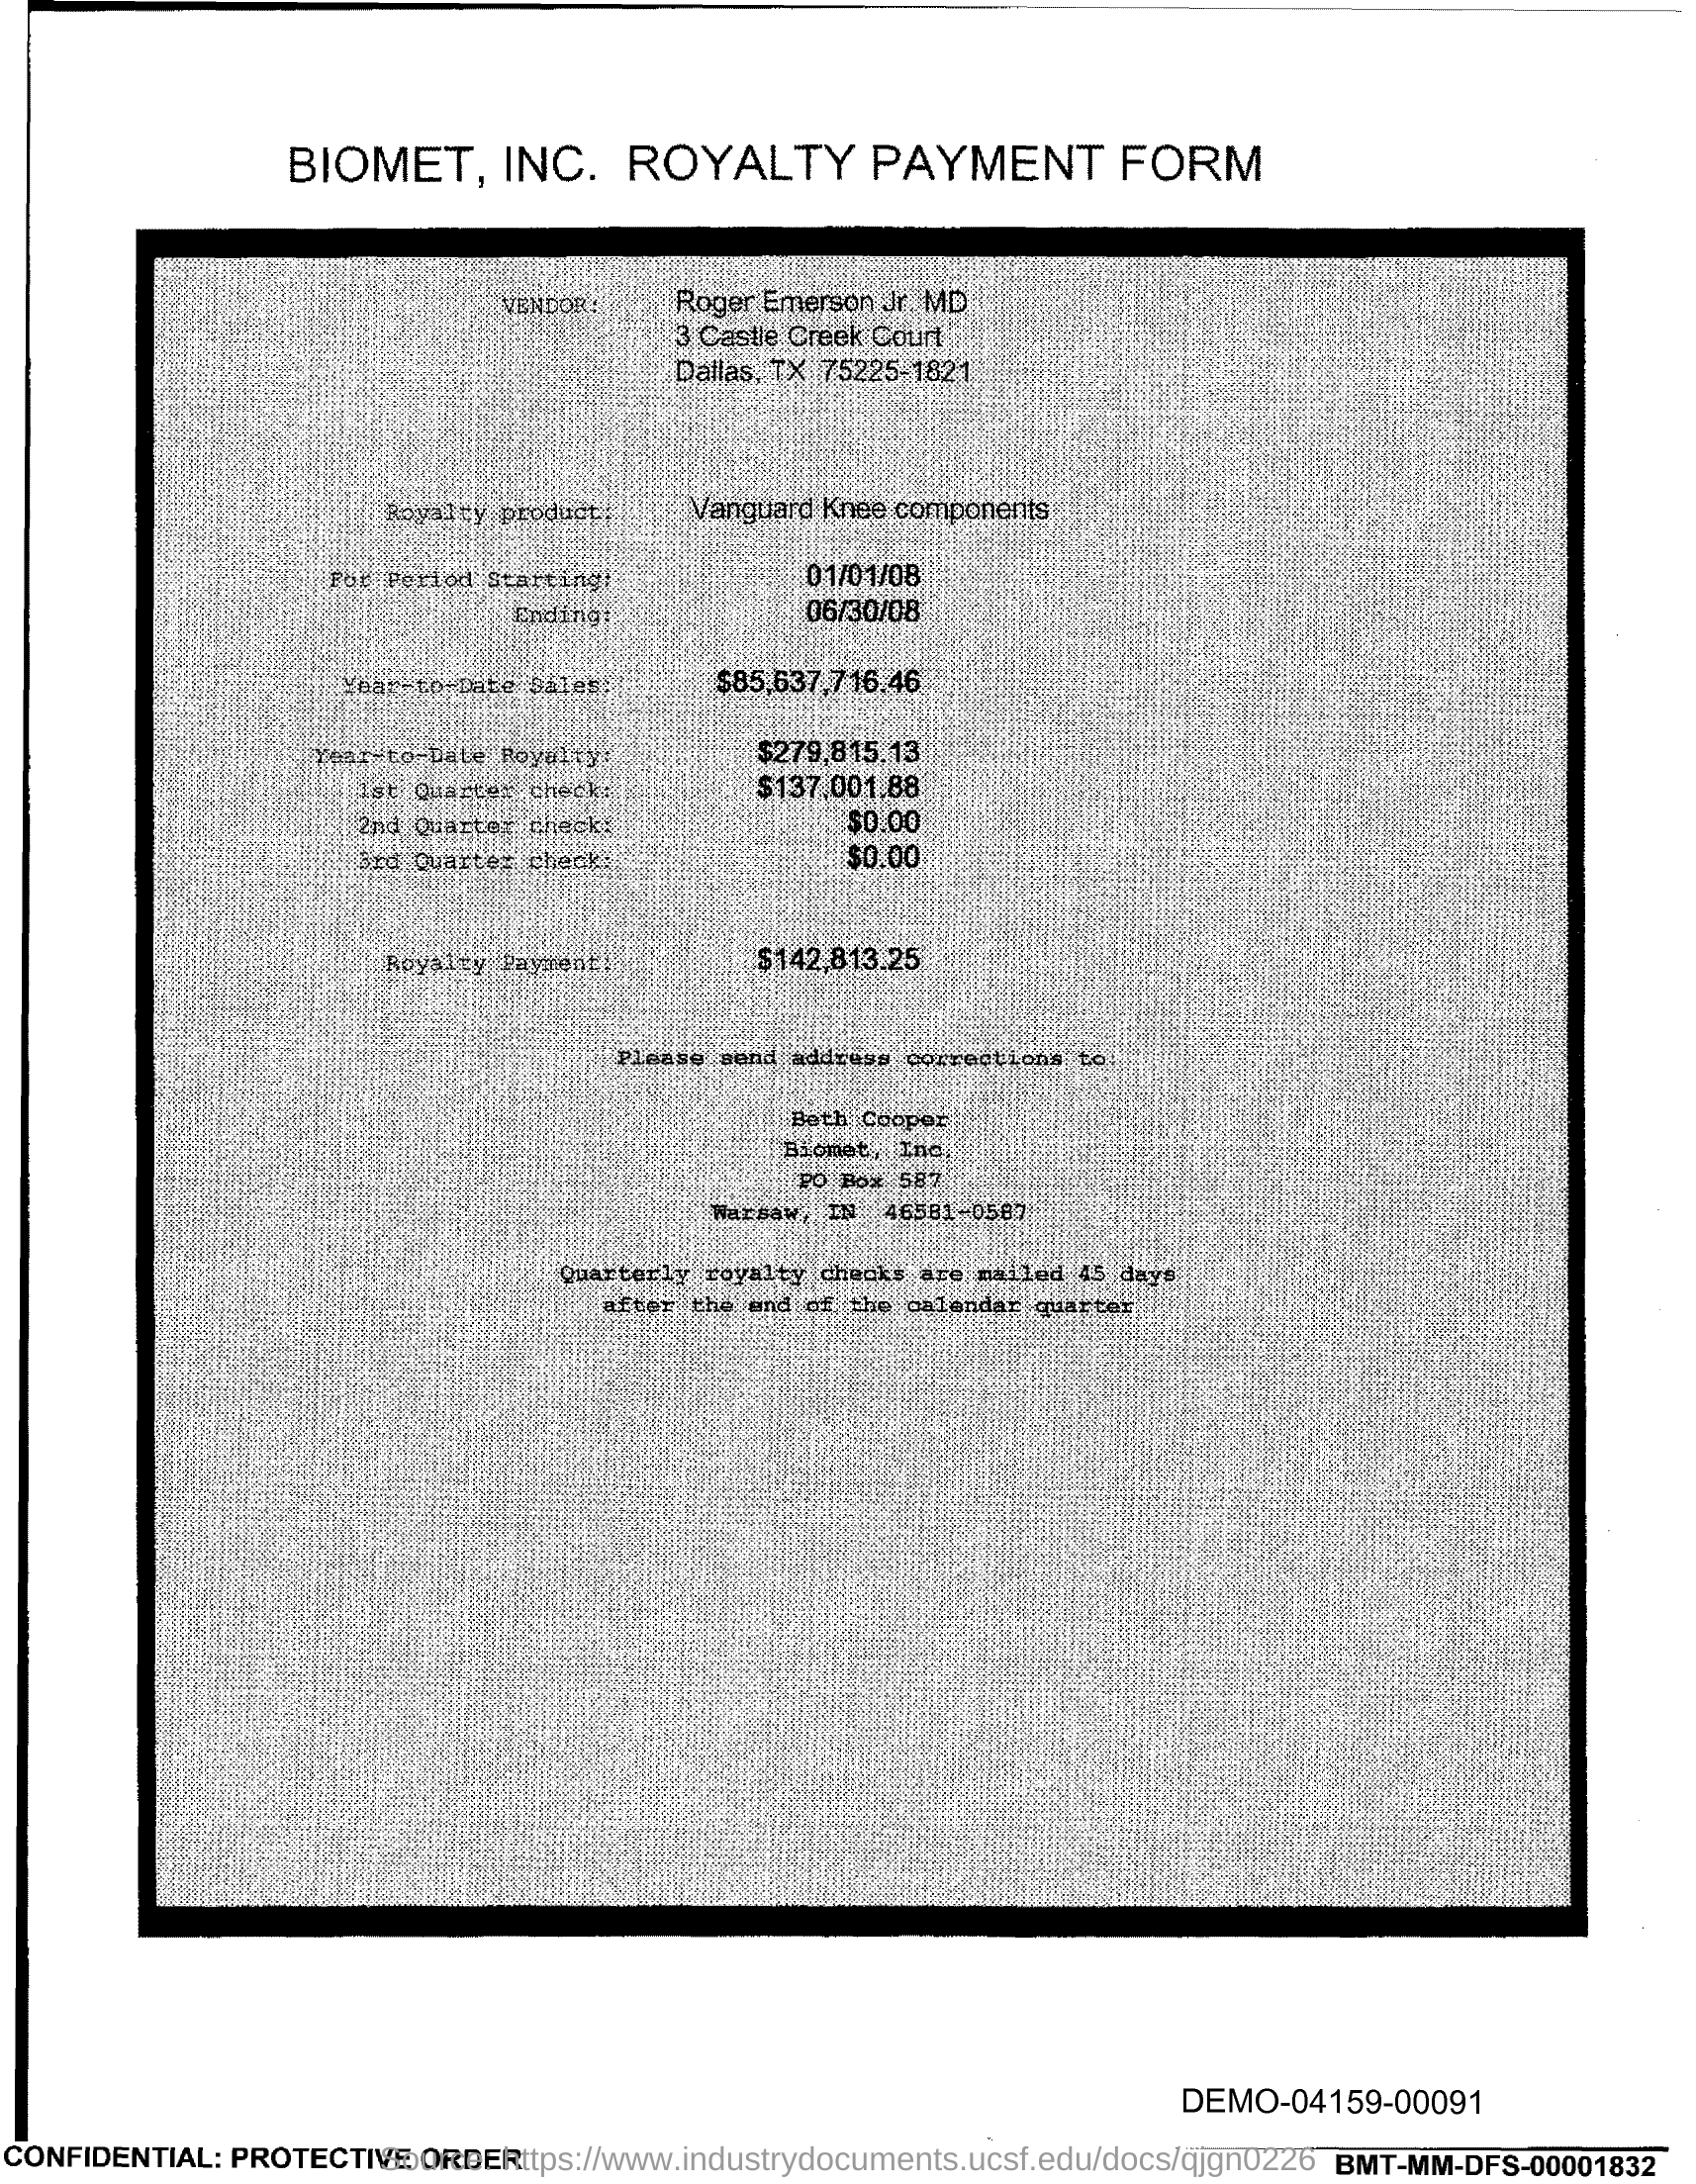 BIOMET, INC. ROYALTY PAYMENT FORM
VENDOR: Roger Emerson Jr. MD
3 Castle Creek Court
Dallas, TX 75225-1821
Royalty product: Vanguard Knee components
For Period Starting: 01/01/08
Ending: 06/30/08
Year-to-Date Sales: $85,637,716.46
Year-to-Date Royalty: $279,815.13
1st Quarter check: $137,001.88
2nd Quarter check: $0.00
3rd Quarter check: $0.00
Royalty Payment: $142,813.25
Please send address corrections to:
Beth Cooper
Biomet, Inc.
PO Box 587
Warsaw, IN 46581-0587
Quarterly royalty checks are mailed 45 days
after the end of the calendar quarter
DEMO-04159-00091
CONFIDENTIAL: PROTECTIVE ORDER
Source: https://www.industrydocuments.ucsf.edu/docs/qjgn0226
BMT-MM-DFS-00001832